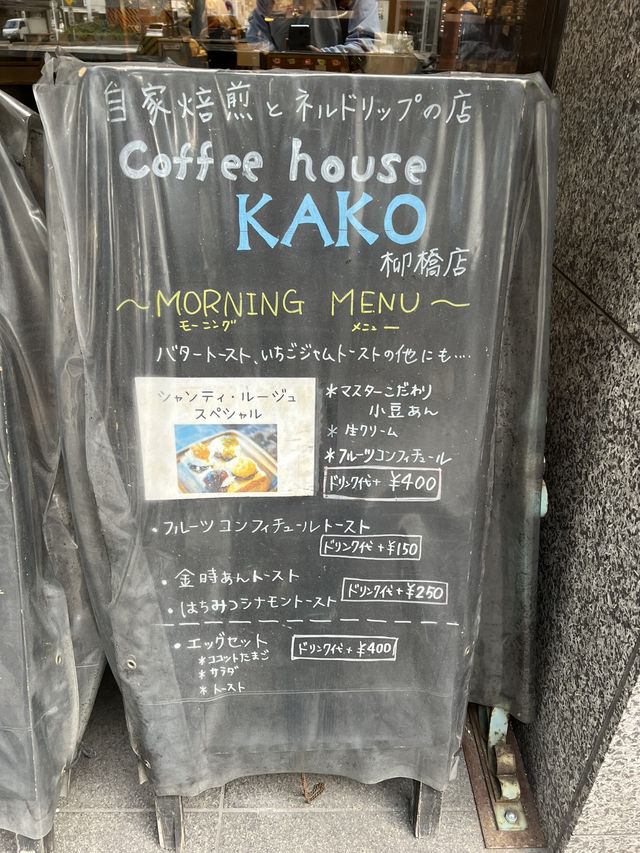 自家焙煎とネルドリップの店
Coffee house
KAKO
柳橋店
～MORNING MENU～
モーニング メニュー
バタートースト、いちごジャムトーストの他にも‥‥
シャンティ・ルージュ
スペシャル
＊マスターこだわり
小豆あん
＊生クリーム
＊フルーツコンフィチュール
ドリンク代+¥400
・フルーツコンフィチュールトースト
ドリンク代+¥150
・金時あんトースト
・はちみつシナモントースト
ドリンク代+¥250
・エッグセット
ドリンク代+¥400
＊ココットたまご
＊サラダ
＊トースト